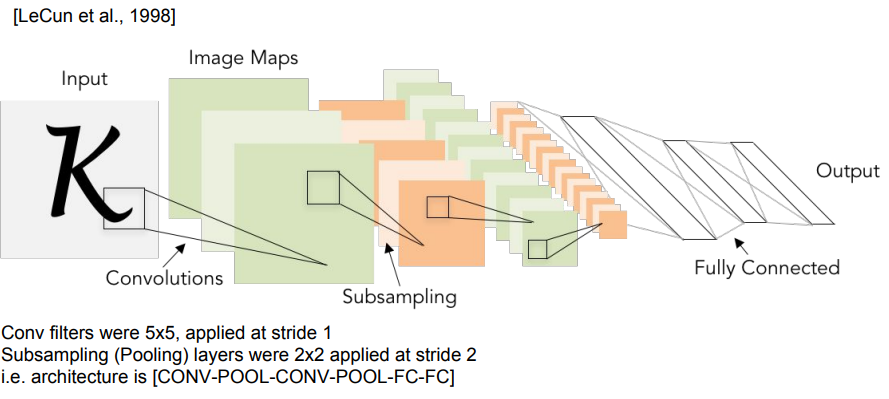 [LeCun et al., 1998]
Image Maps
Input
K
Output
Fully Connected
Convolutions
Subsampling
Conv filters were 5x5, applied at stride 1
Subsampling (Pooling) layers were 2x2 applied at stride 2
i.e. architecture is [CONV-POOL-CONV-POOL-FC-FC]